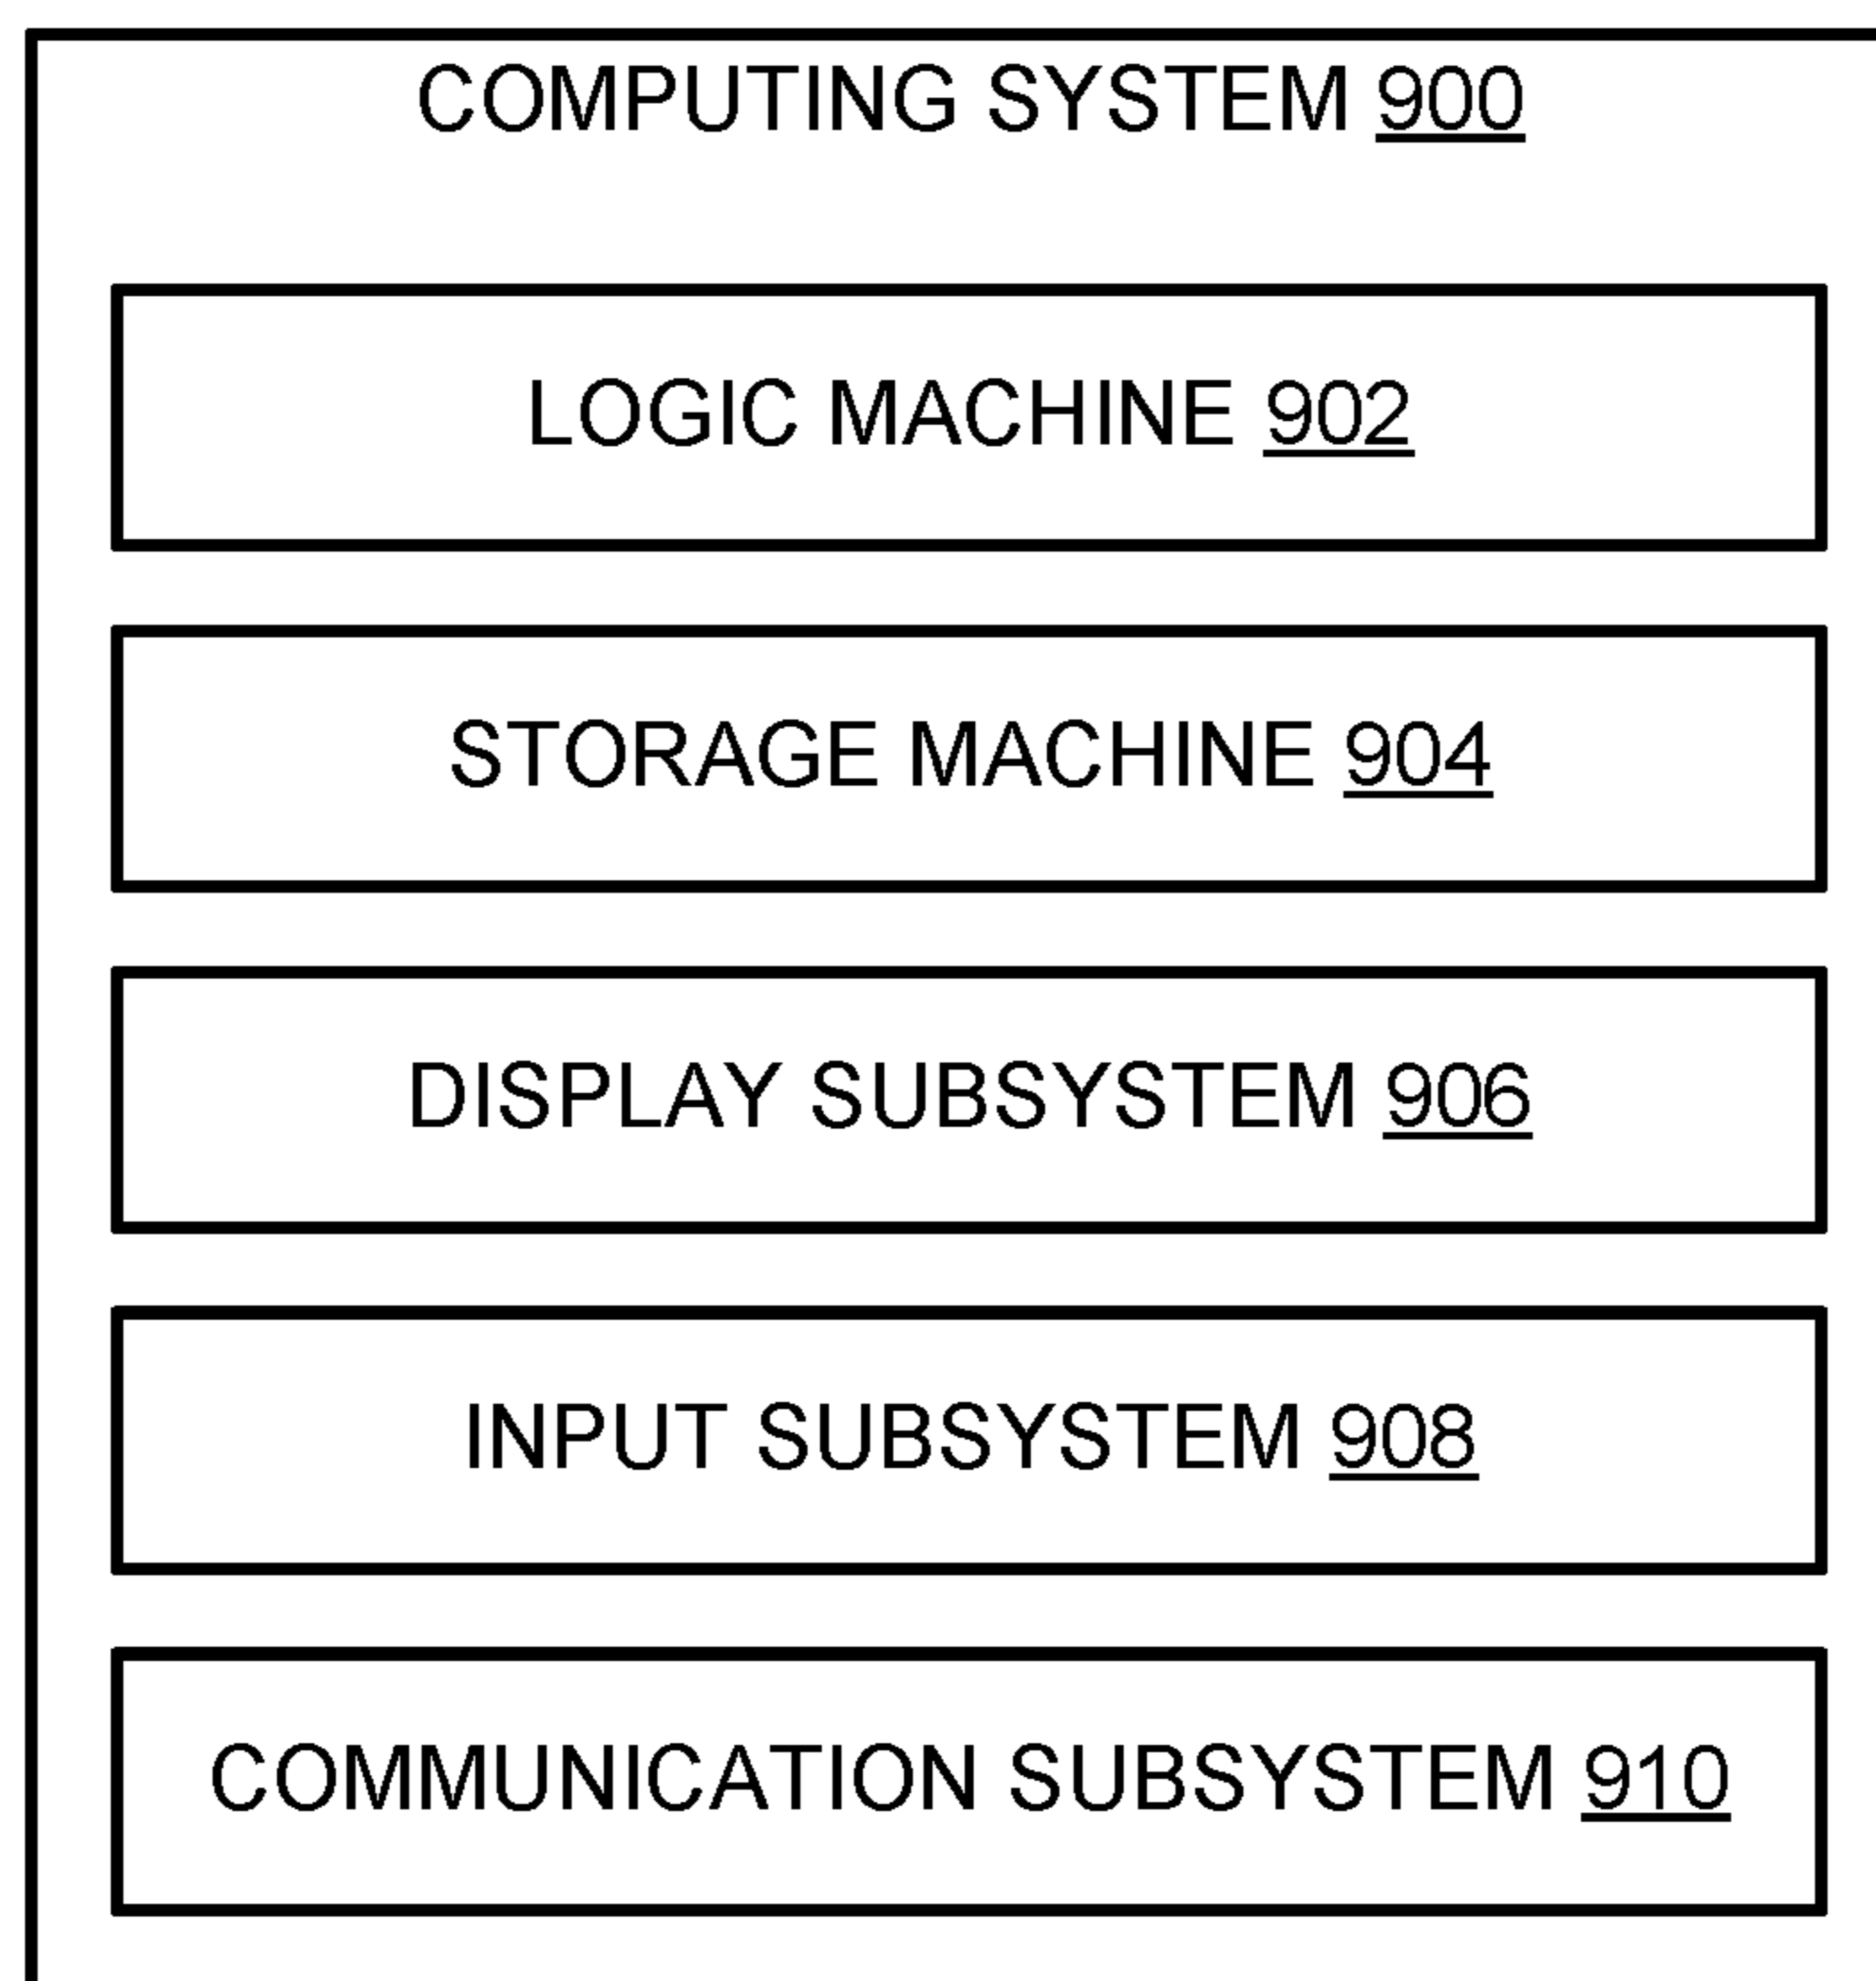 COMPUTING SYSTEM 900
LOGIC MACHINE 902
STORAGE MACHINE 904
DISPLAY SUBSYSTEM 906
INPUT SUBSYSTEM 908
COMMUNICATION SUBSYSTEM 910